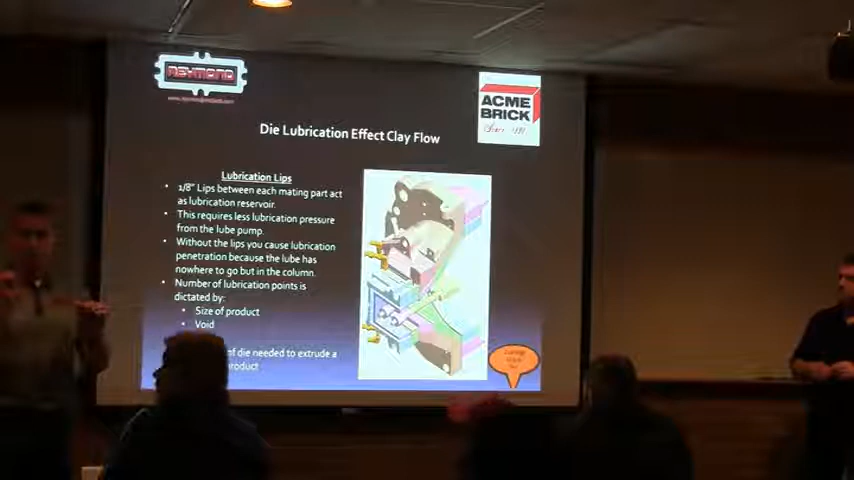 REYMOND
ACME
BRICK
Since 1891
Die Lubrication Effect Clay Flow
Lubrication Lips
• 1/8" Lips between each mating part act
as lubrication reservoir.
• This requires less lubrication pressure
from the lube pump.
• Without the lips you cause lubrication
penetration because the lube has
nowhere to go but in the column.
• Number of lubrication points is
dictated by:
• Size of product
• Void
of die needed to extrude a
product